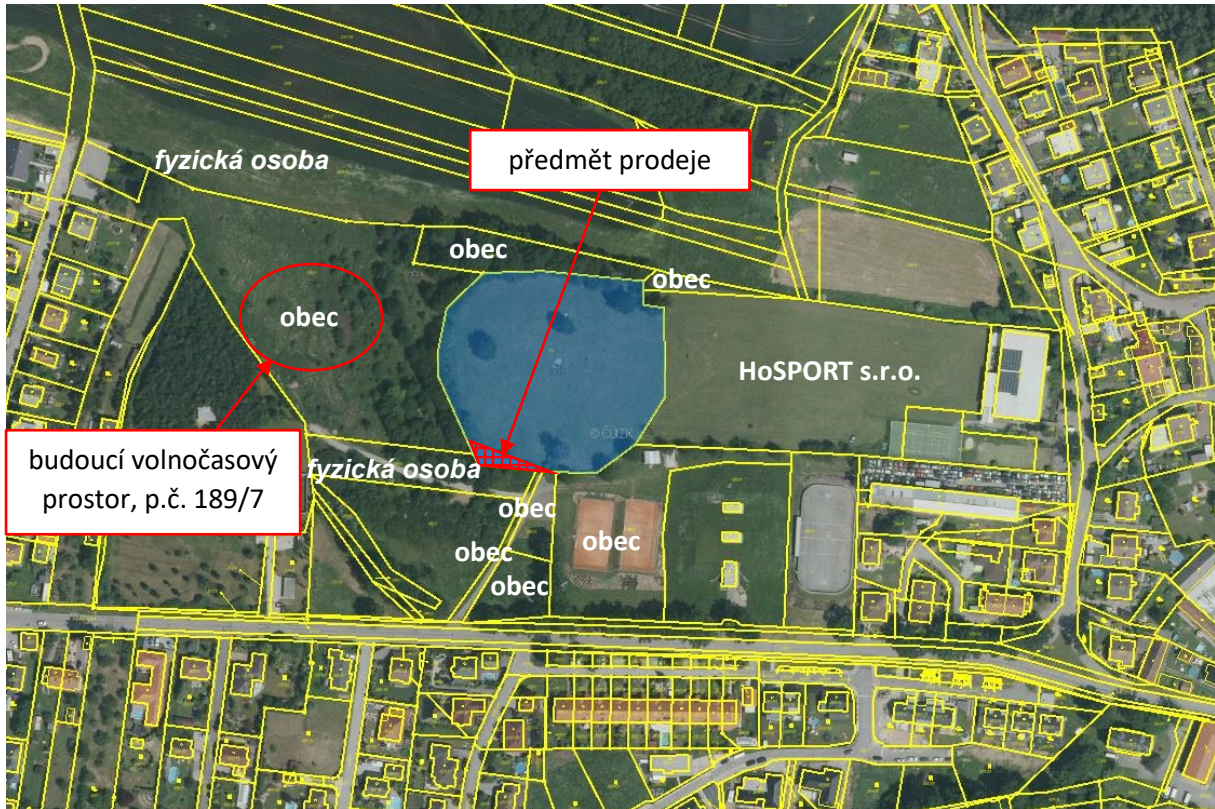 předmět prodeje
fyzická osoba
obec
obec
obec
HoSPORT s.r.o.
© ČÚZK
budoucí volnočasový
prostor, p.č. 189/7
fyzická osoba
obec
obec
obec
obec